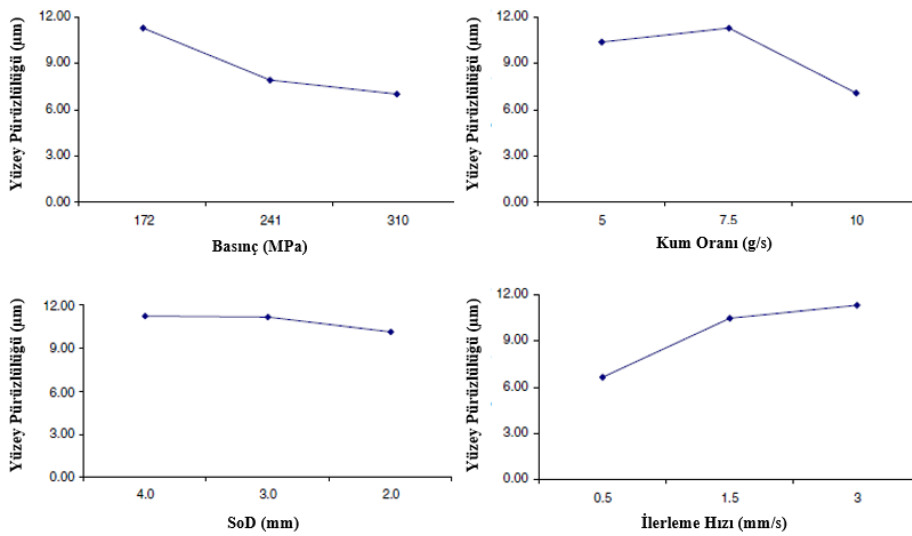 Yüzey Pürüzlülüğü (µm)
12.00
9.00
6.00
3.00
0.00
172 241 310
Basınç (MPa)
Yüzey Pürüzlülüğü (µm)
12.00
9.00
6.00
3.00
0.00
5 7.5 10
Kum Oranı (g/s)
Yüzey Pürüzlülüğü (µm)
12.00
9.00
6.00
3.00
0.00
4.0 3.0 2.0
SoD (mm)
Yüzey Pürüzlülüğü (µm)
12.00
9.00
6.00
3.00
0.00
0.5 1.5 3
İlerleme Hızı (mm/s)